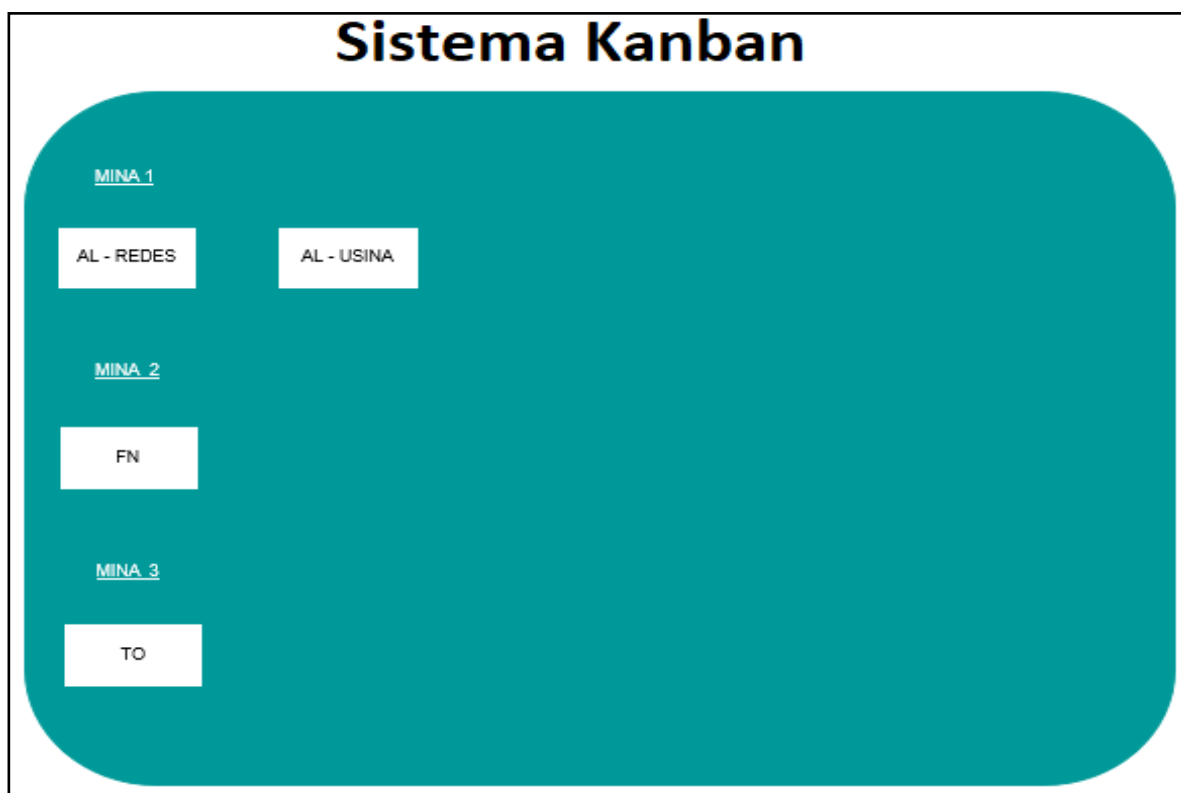 Sistema Kanban
MINA 1
AL - REDES AL - USINA
MINA 2
FN
MINA 3
TO